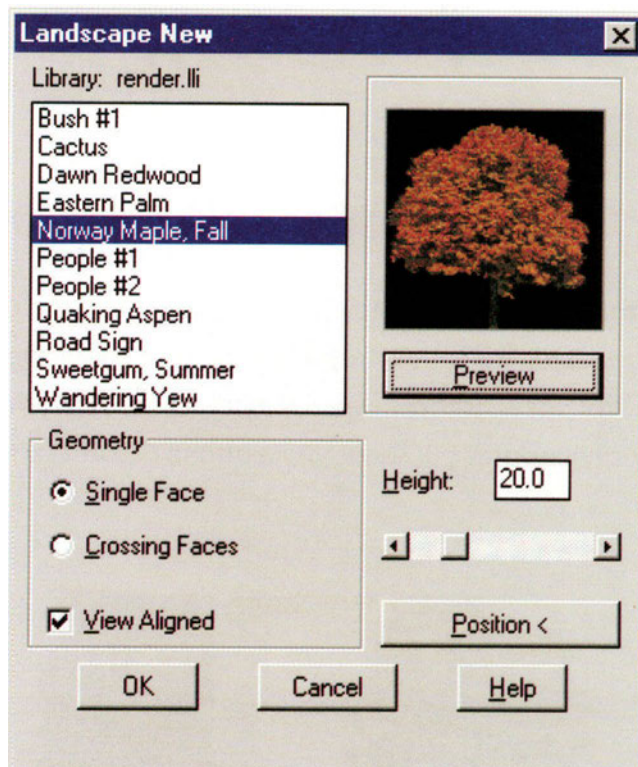 Landscape New
Library: render.lli
Bush #1
Cactus
Dawn Redwood
Eastern Palm
Norway Maple, Fall
People #1
People #2
Quaking Aspen
Road Sign
Sweetgum, Summer
Wandering Yew
Preview
Geometry
Single Face
Crossing Faces
View Aligned
Height: 20.0
Position <
OK Cancel Help